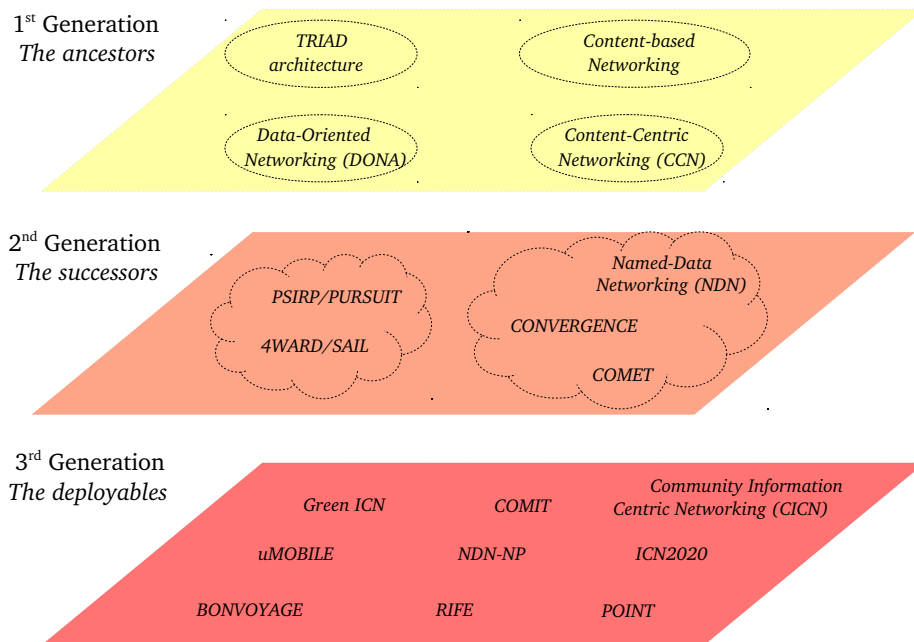 1st Generation
The ancestors
TRIAD
architecture
Content-based
Networking
Data-Oriented
Networking (DONA)
Content-Centric
Networking (CCN)
2nd Generation
The successors
Named-Data
Networking (NDN)
PSIRP/PURSUIT
CONVERGENCE
4WARD/SAIL
COMET
3rd Generation
The deployables
Green ICN
COMIT
Community Information
Centric Networking (CICN)
uMOBILE
NDN-NP
ICN2020
BONVOYAGE
RIFE
POINT